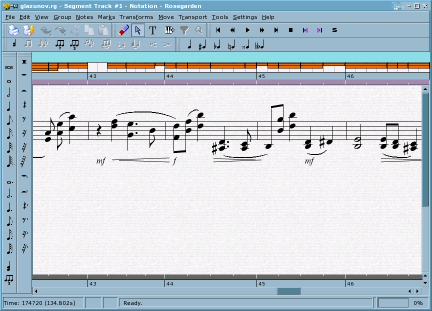 glazunov.rg - Segment Track #1 - Notation - Rosegarden
File Edit View Group Notes Marks Transforms Move Transport Tools Settings Help
T
S
43 44 45 46
mf f mf
43 44 45 46
Time: 174720 (134.802s) Ready. 0%